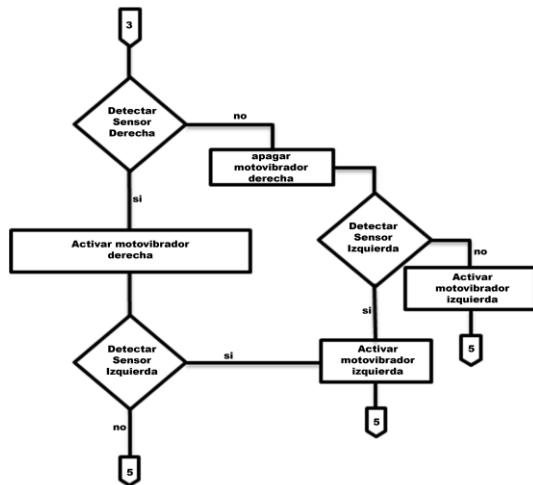 3
Detectar
Sensor
Derecha
no
apagar
motovibrador
derecha
si
Activar motovibrador
derecha
Detectar
Sensor
Izquierda
no
Activar
motovibrador
izquierda
si
Detectar
Sensor
Izquierda
si
Activar
motovibrador
izquierda
5
no
5
5